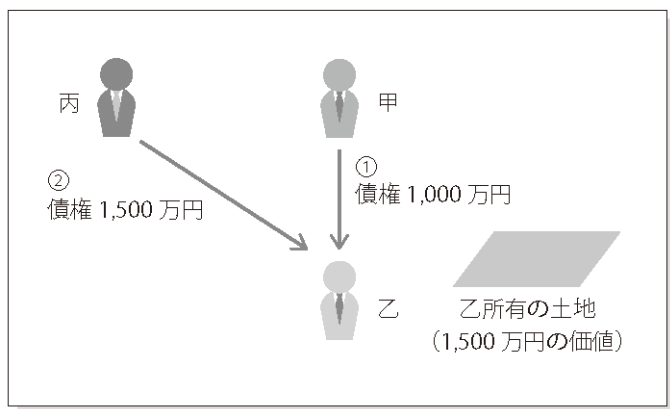 丙
甲
②
債権 1,500 万円
①
債権 1,000 万円
乙
乙所有の土地
（1,500 万円の価値）